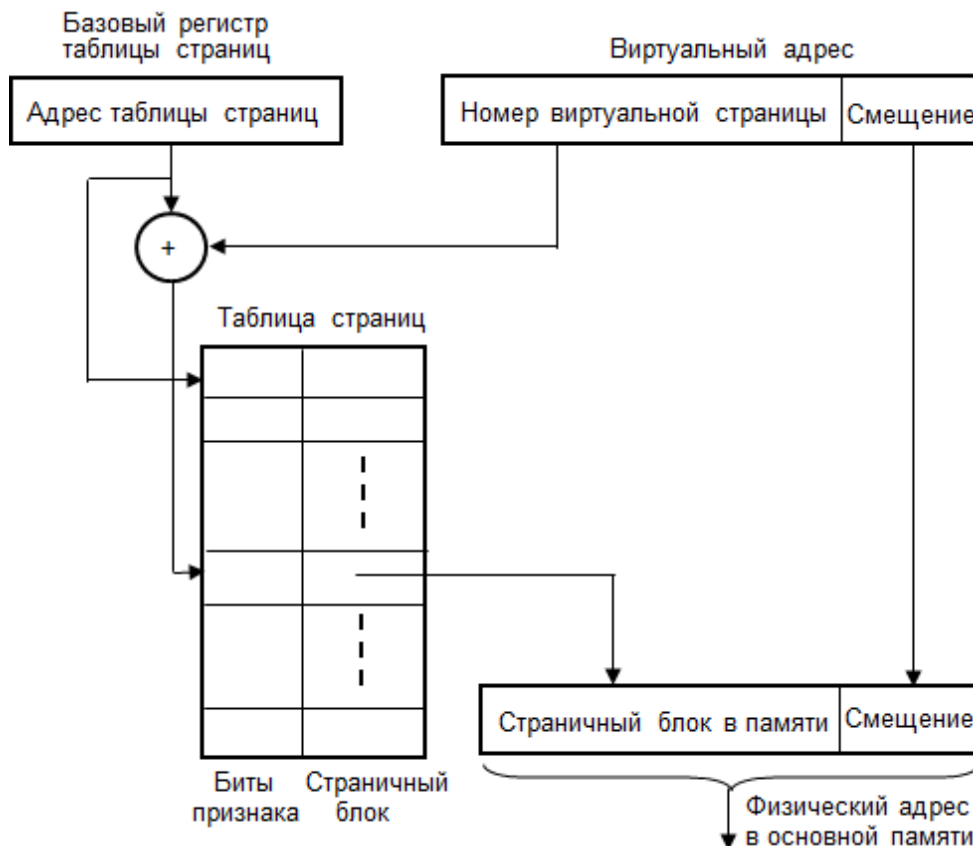 Базовый регистр
таблицы страниц
Виртуальный адрес
Адрес таблицы страниц
Номер виртуальной страницы
Смещение
+
Таблица страниц
Страничный блок в памяти
Смещение
Биты
признака
Страничный
блок
Физический адрес
в основной памяти